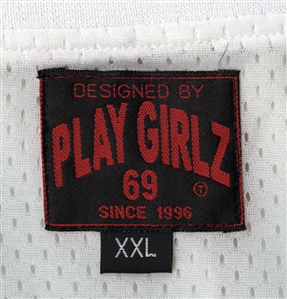 DESIGNED BY
PLAY GIRLZ
69 Ⓣ
SINCE 1996
XXL